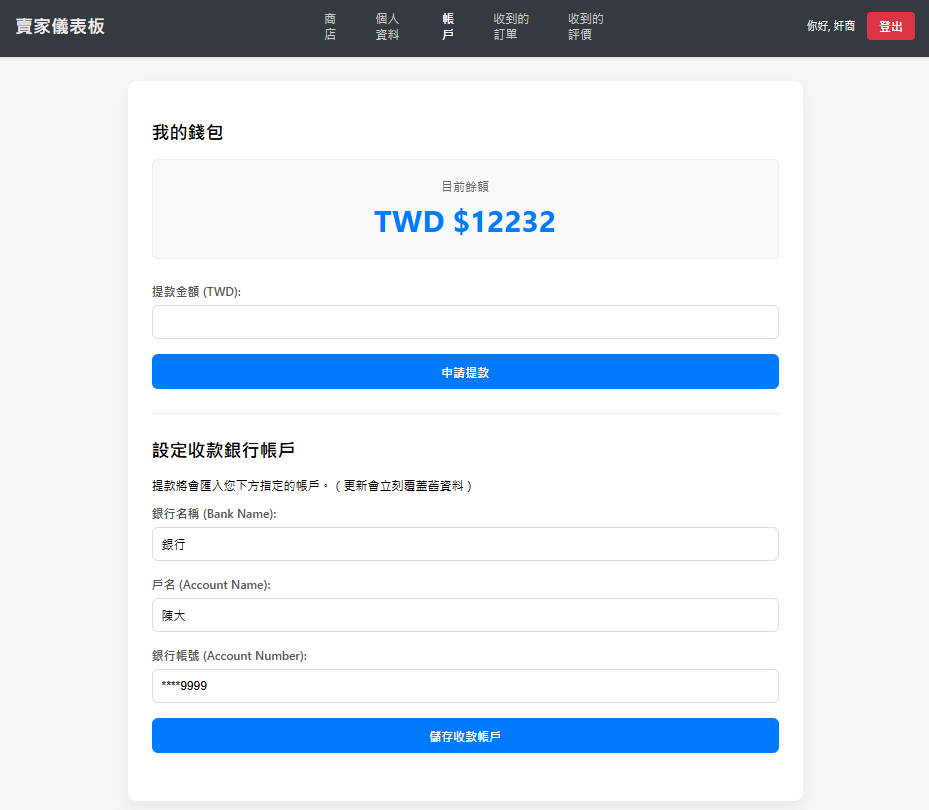 賣家儀表板
商店
個人資料
帳戶
收到的訂單
收到的評價
你好, 奸商
登出
我的錢包
目前餘額
TWD $12232
提款金額 (TWD):
申請提款
設定收款銀行帳戶
提款將會匯入您下方指定的帳戶。（更新會立刻覆蓋舊資料）
銀行名稱 (Bank Name):
銀行
戶名 (Account Name):
陳大
銀行帳號 (Account Number):
****9999
儲存收款帳戶